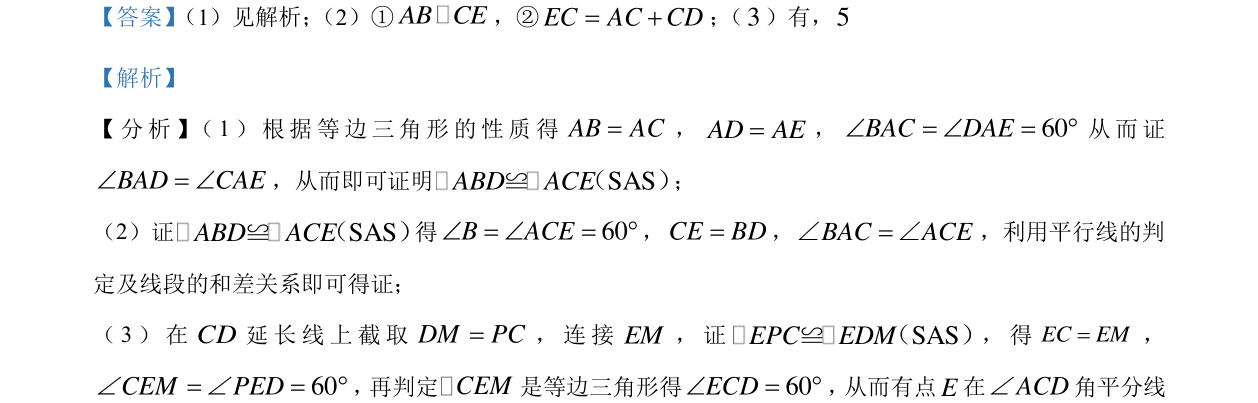 【答案】（1）见解析；（2）①AB□CE，②EC = AC + CD；（3）有，5
【解析】
【分析】（1）根据等边三角形的性质得 AB = AC，AD = AE，∠BAC = ∠DAE = 60° 从而证
∠BAD = ∠CAE，从而即可证明□ABD≌□ACE(SAS)；
（2）证□ABD≌□ACE(SAS)得∠B = ∠ACE = 60°，CE = BD，∠BAC = ∠ACE，利用平行线的判
定及线段的和差关系即可得证；
（3）在 CD 延长线上截取 DM = PC，连接 EM，证□EPC≌□EDM(SAS)，得 EC = EM，
∠CEM = ∠PED = 60°，再判定□CEM 是等边三角形得∠ECD = 60°，从而有点 E 在∠ACD 角平分线